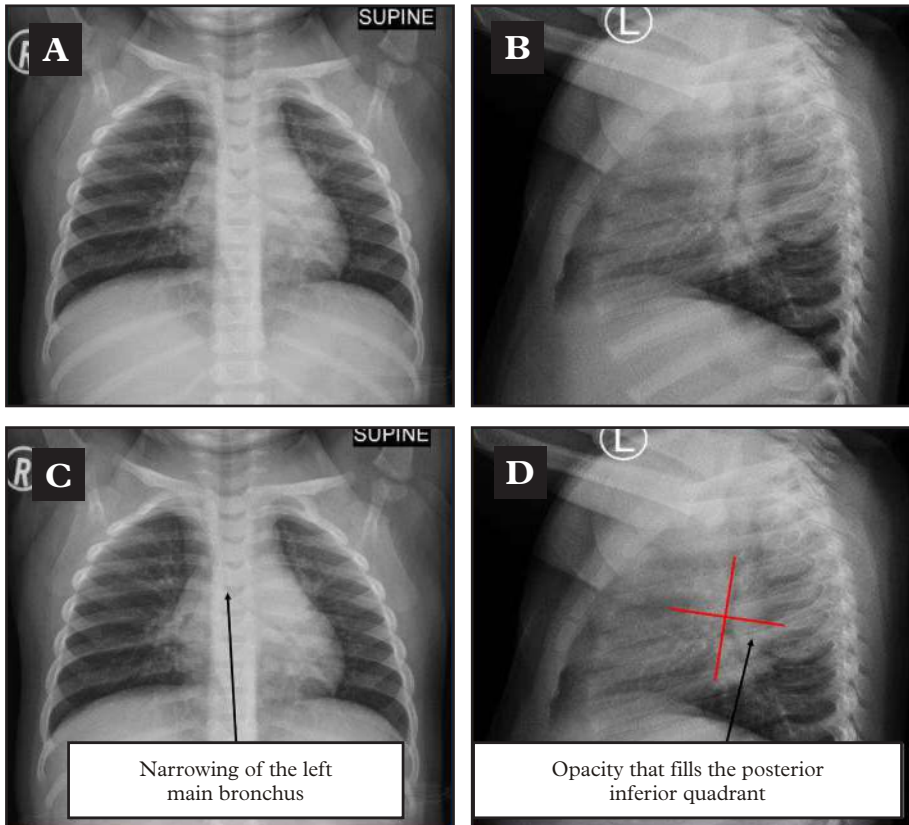 SUPINE
R
A
L
B
SUPINE
R
C
L
D
Narrowing of the left
main bronchus
Opacity that fills the posterior
inferior quadrant